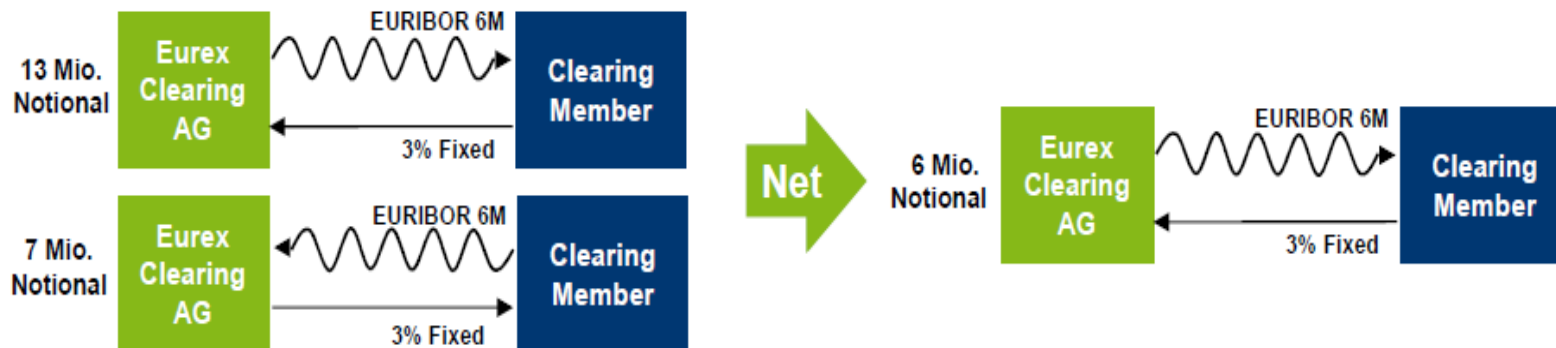 13 Mio.
Notional
Eurex
Clearing
AG
EURIBOR 6M
3% Fixed
Clearing
Member
7 Mio.
Notional
Eurex
Clearing
AG
EURIBOR 6M
3% Fixed
Clearing
Member
Net
6 Mio.
Notional
Eurex
Clearing
AG
EURIBOR 6M
3% Fixed
Clearing
Member